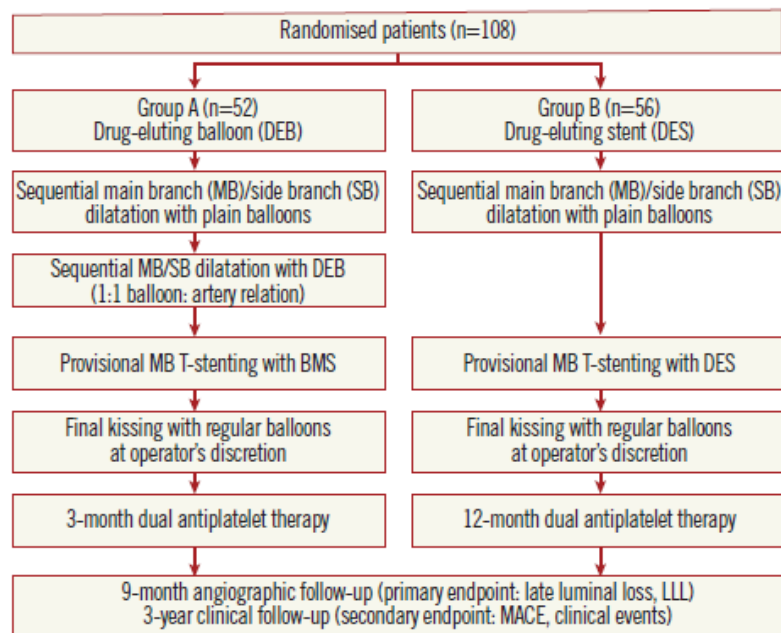 Randomised patients (n=108)
Group A (n=52)
Drug-eluting balloon (DEB)
Group B (n=56)
Drug-eluting stent (DES)
Sequential main branch (MB)/side branch (SB)
dilatation with plain balloons
Sequential main branch (MB)/side branch (SB)
dilatation with plain balloons
Sequential MB/SB dilatation with DEB
(1:1 balloon: artery relation)
Provisional MB T-stenting with BMS
Provisional MB T-stenting with DES
Final kissing with regular balloons
at operator's discretion
Final kissing with regular balloons
at operator's discretion
3-month dual antiplatelet therapy
12-month dual antiplatelet therapy
9-month angiographic follow-up (primary endpoint: late luminal loss, LLL)
3-year clinical follow-up (secondary endpoint: MACE, clinical events)